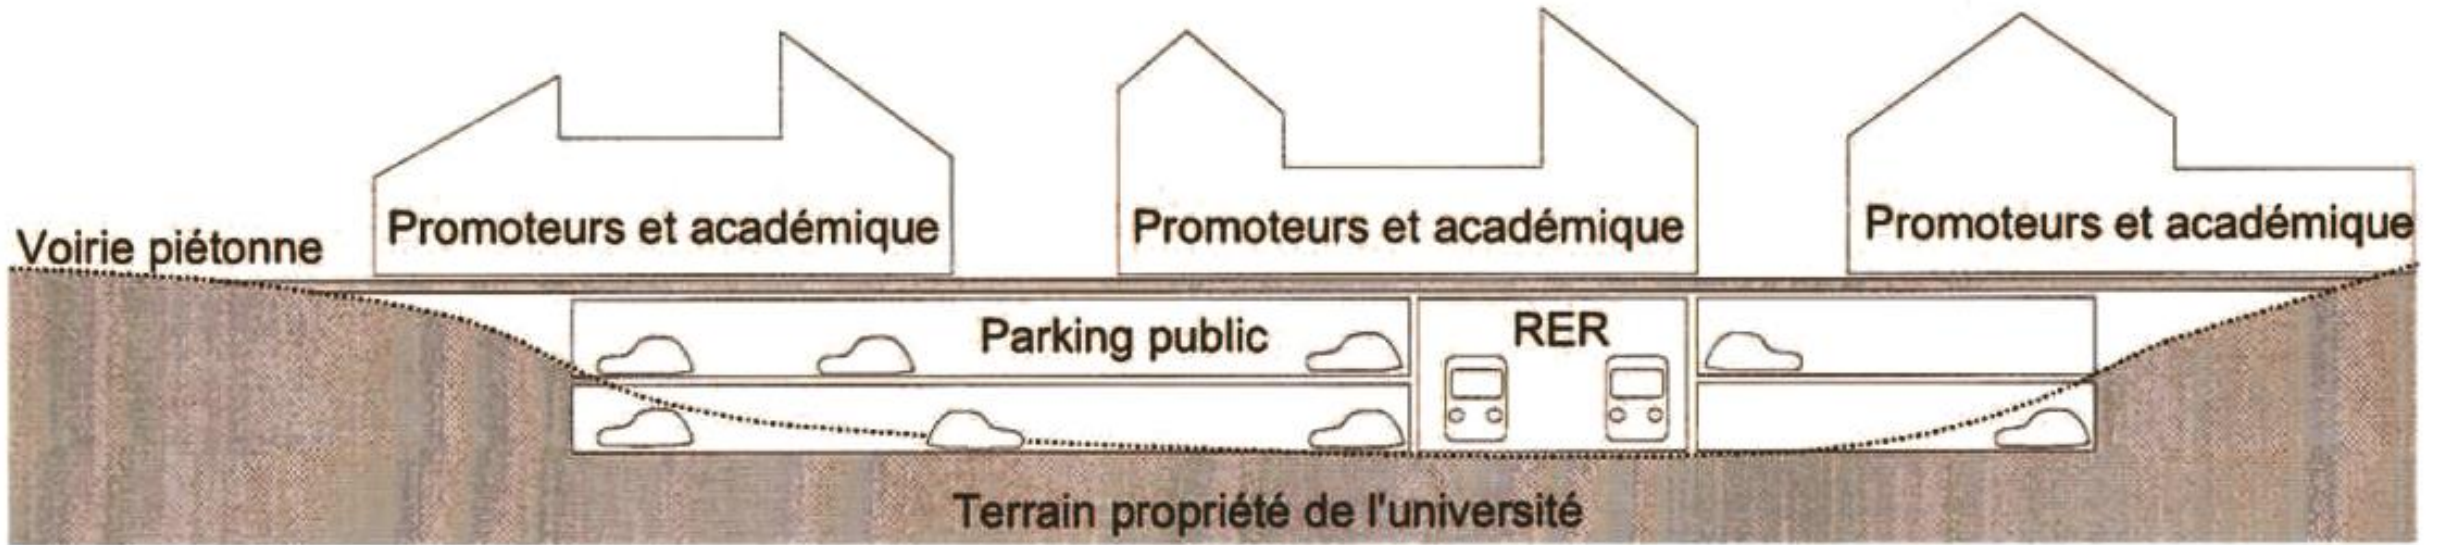 Promoteurs et académique
Promoteurs et académique
Promoteurs et académique
Voirie piétonne
Parking public
RER
Terrain propriété de l'université